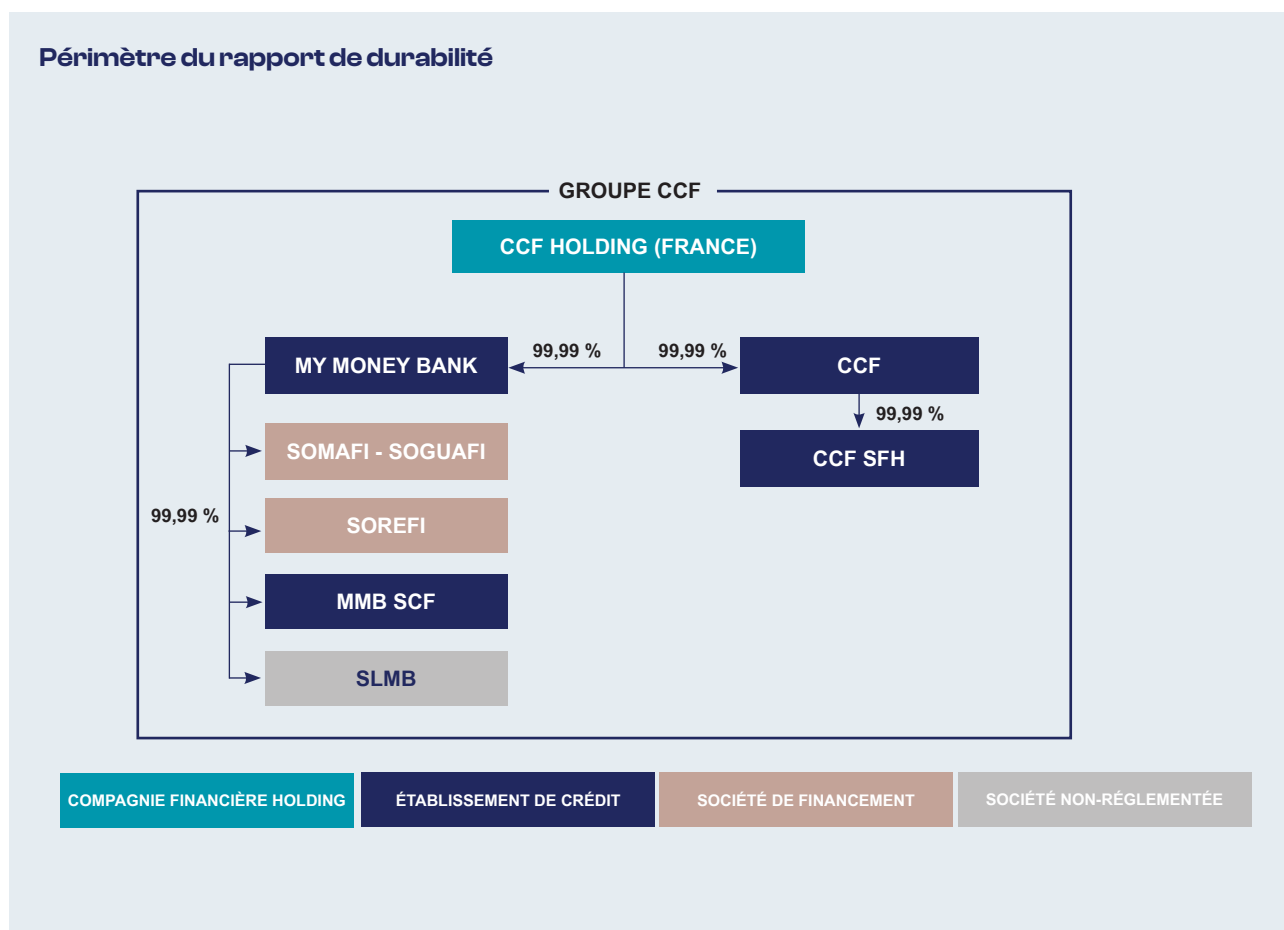 Périmètre du rapport de durabilité
GROUPE CCF
CCF HOLDING (FRANCE)
MY MONEY BANK
99,99 %
99,99 %
CCF
99,99 %
SOMAFI - SOGUAFI
CCF SFH
99,99 %
SOREFI
MMB SCF
SLMB
COMPAGNIE FINANCIÈRE HOLDING
ÉTABLISSEMENT DE CRÉDIT
SOCIÉTÉ DE FINANCEMENT
SOCIÉTÉ NON-RÉGLEMENTÉE